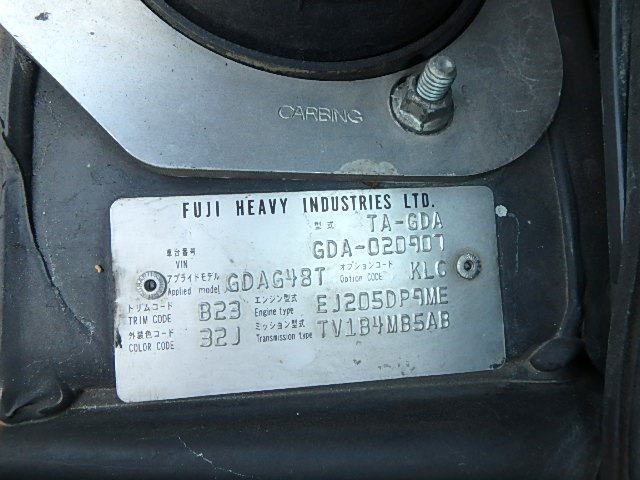 CARBING
FUJI HEAVY INDUSTRIES LTD.
型式 TA-GDA
車台番号 VIN GDA-020907
アプライドモデル Applied model GDAG48T オプションコード Option CODE KLC
トリムコード TRIM CODE B23 エンジン型式 Engine type EJ205DP9ME
外装色コード COLOR CODE 32J ミッション型式 Transmission type TV1B4MB5AB